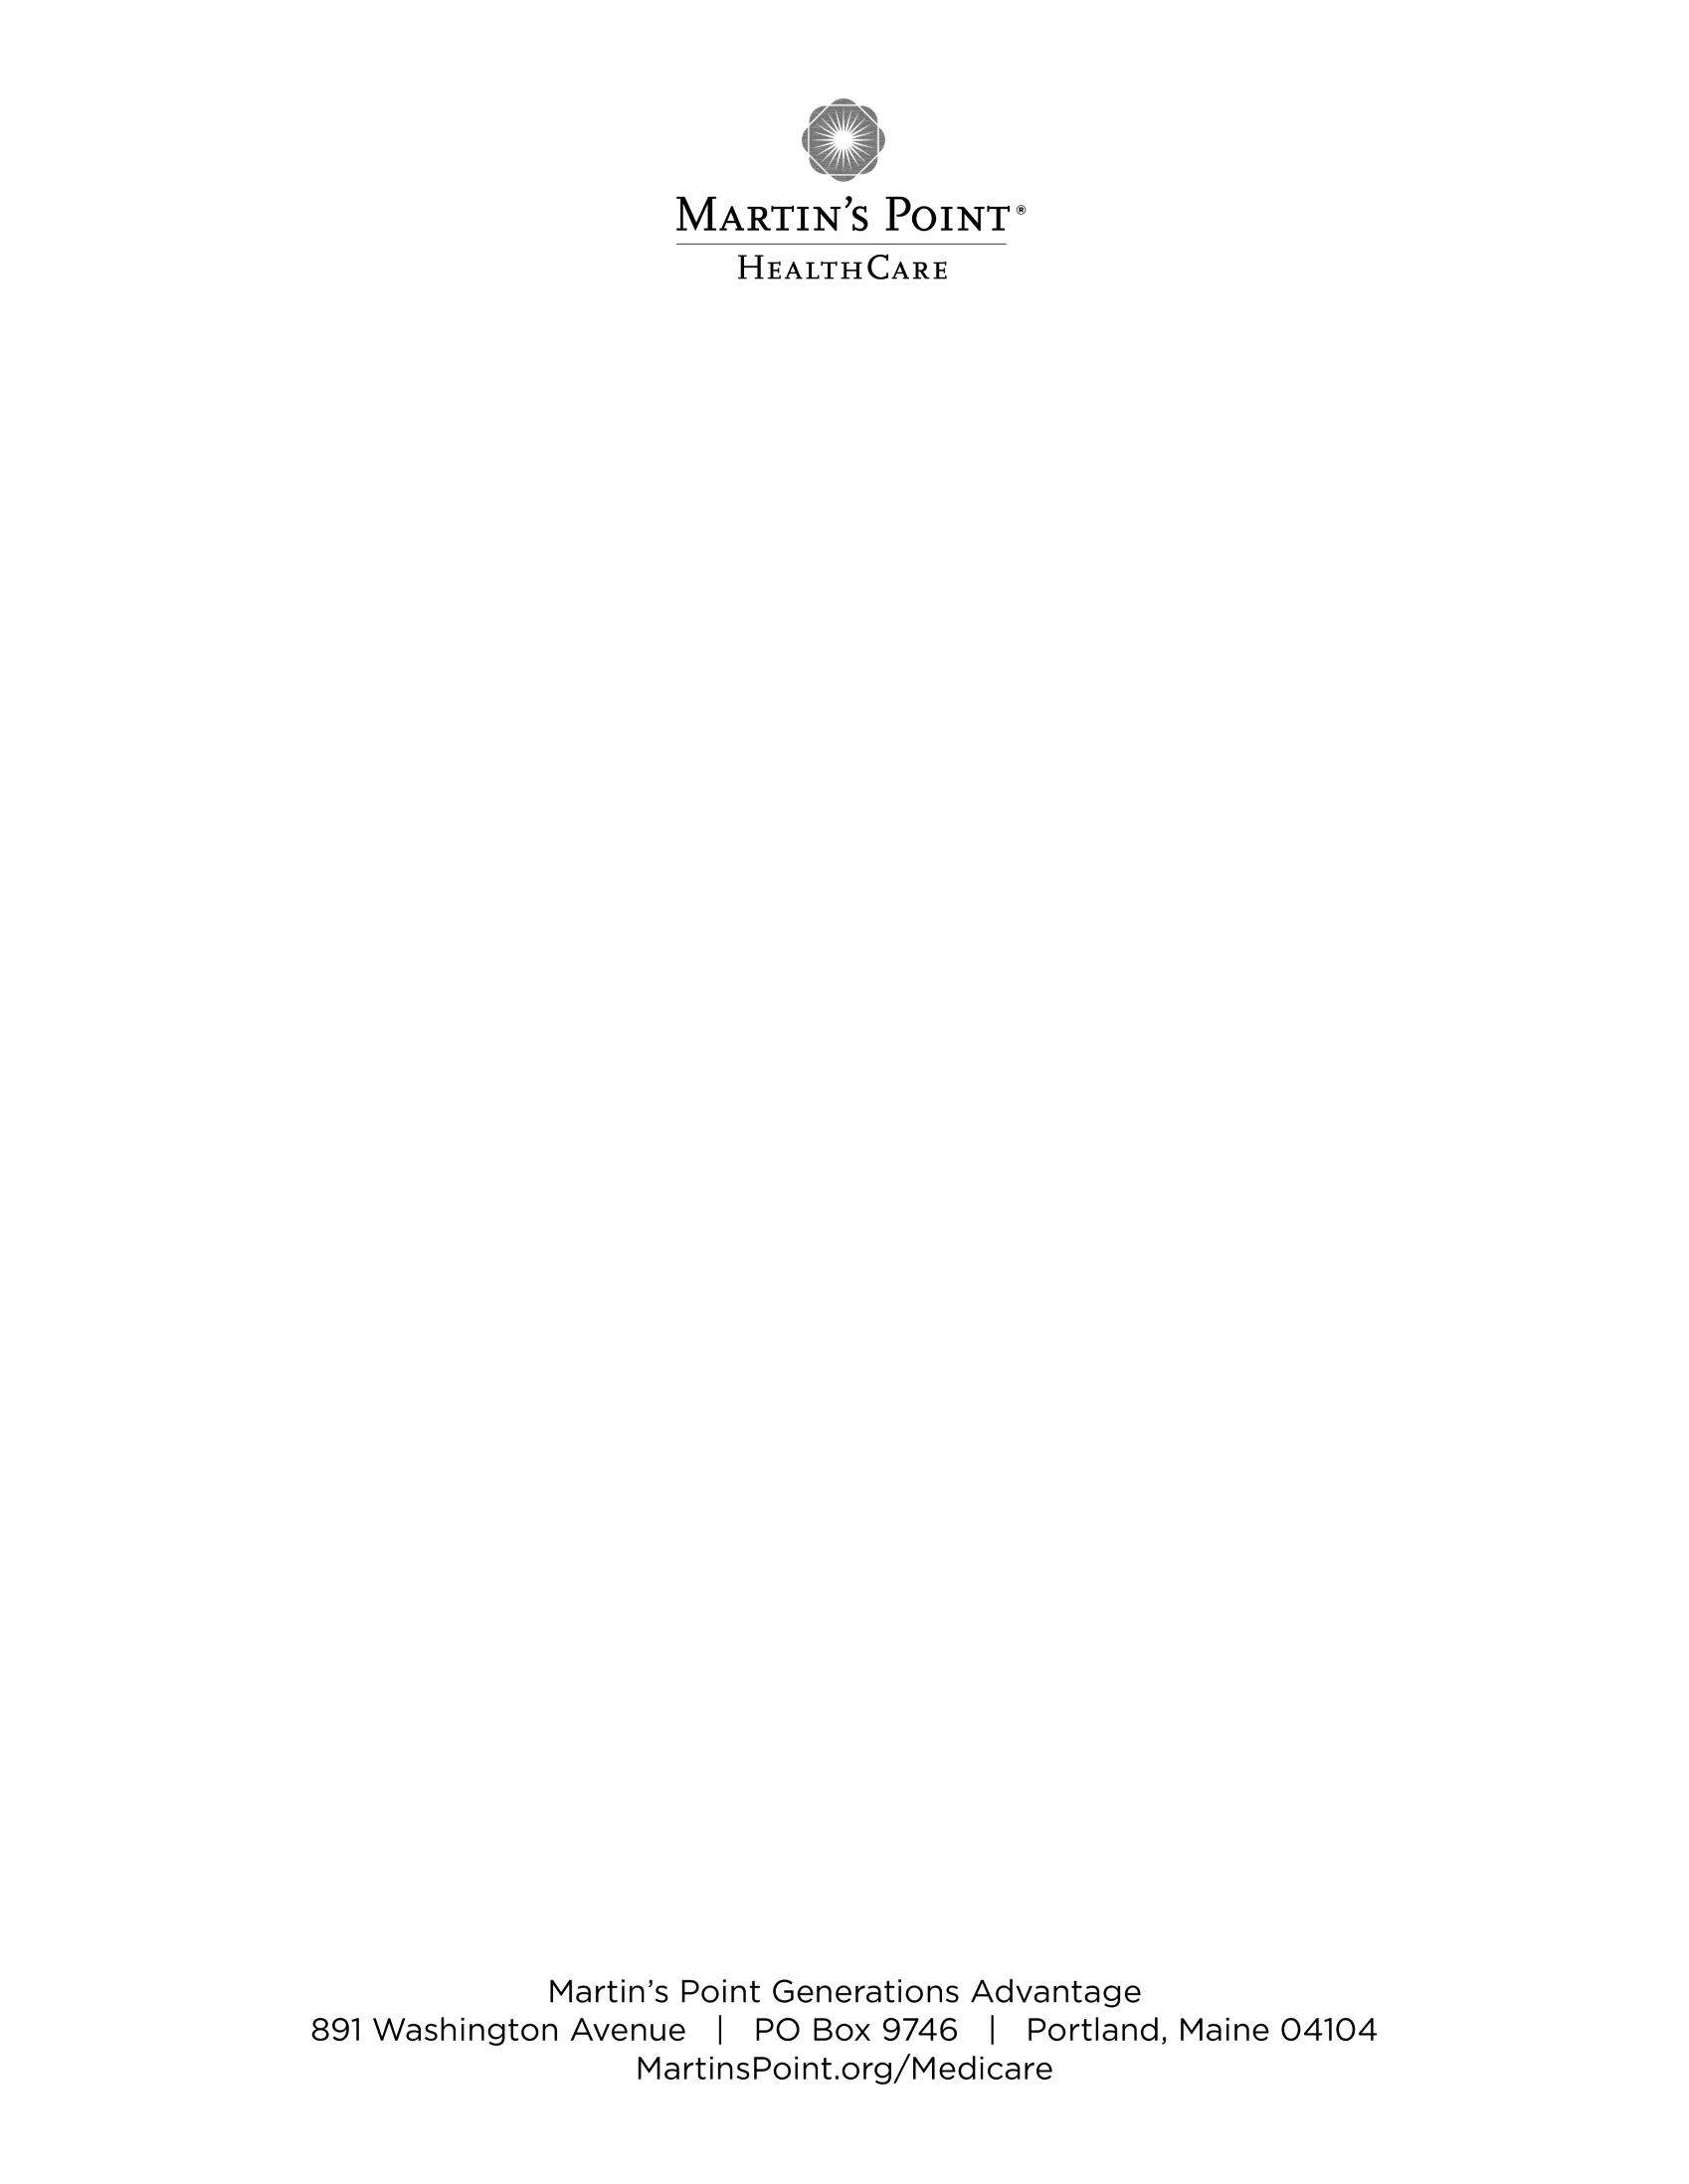 MARTIN’S POINT®
HEALTHCARE
Martin’s Point Generations Advantage
891 Washington Avenue | PO Box 9746 | Portland, Maine 04104
MartinsPoint.org/Medicare